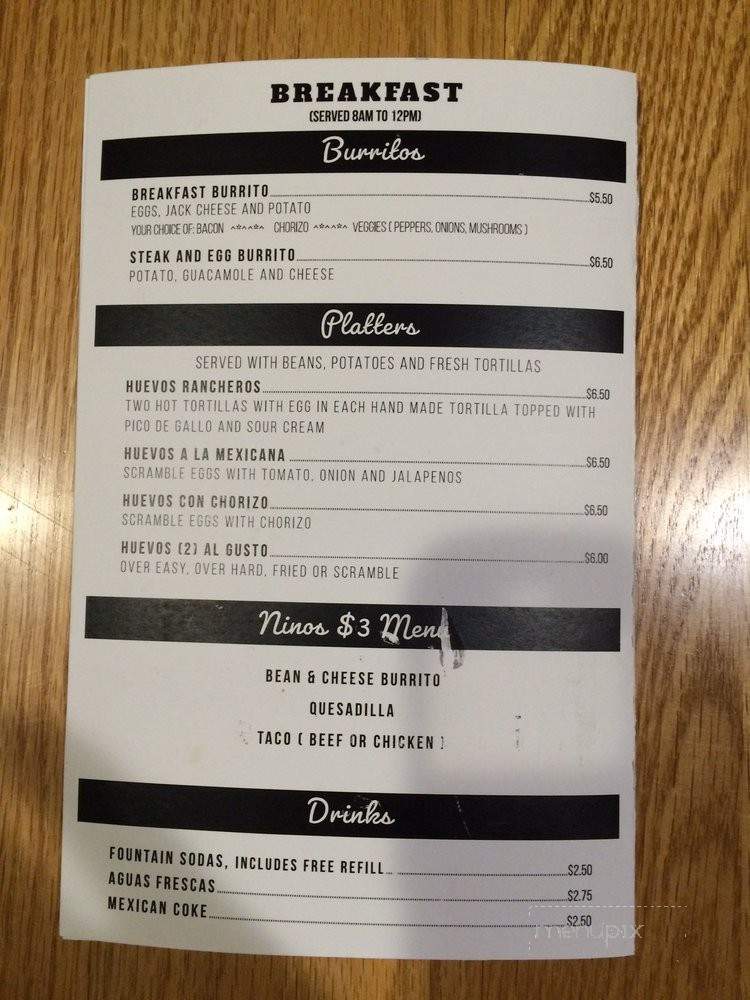 BREAKFAST
(SERVED 8AM TO 12PM)
Burritos
BREAKFAST BURRITO $5.50
EGGS, JACK CHEESE AND POTATO
YOUR CHOICE OF: BACON ^*^^*^ CHORIZO ^*^^*^ VEGGIES ( PEPPERS, ONIONS, MUSHROOMS )
STEAK AND EGG BURRITO $6.50
POTATO, GUACAMOLE AND CHEESE
Platters
SERVED WITH BEANS, POTATOES AND FRESH TORTILLAS
HUEVOS RANCHEROS $6.50
TWO HOT TORTILLAS WITH EGG IN EACH HAND MADE TORTILLA TOPPED WITH
PICO DE GALLO AND SOUR CREAM
HUEVOS A LA MEXICANA $6.50
SCRAMBLE EGGS WITH TOMATO, ONION AND JALAPENOS
HUEVOS CON CHORIZO $6.50
SCRAMBLE EGGS WITH CHORIZO
HUEVOS (2) AL GUSTO $6.00
OVER EASY, OVER HARD, FRIED OR SCRAMBLE
Ninos $3 Menu
BEAN & CHEESE BURRITO
QUESADILLA
TACO ( BEEF OR CHICKEN )
Drinks
FOUNTAIN SODAS, INCLUDES FREE REFILL $2.50
AGUAS FRESCAS $2.75
MEXICAN COKE $2.50
menupix